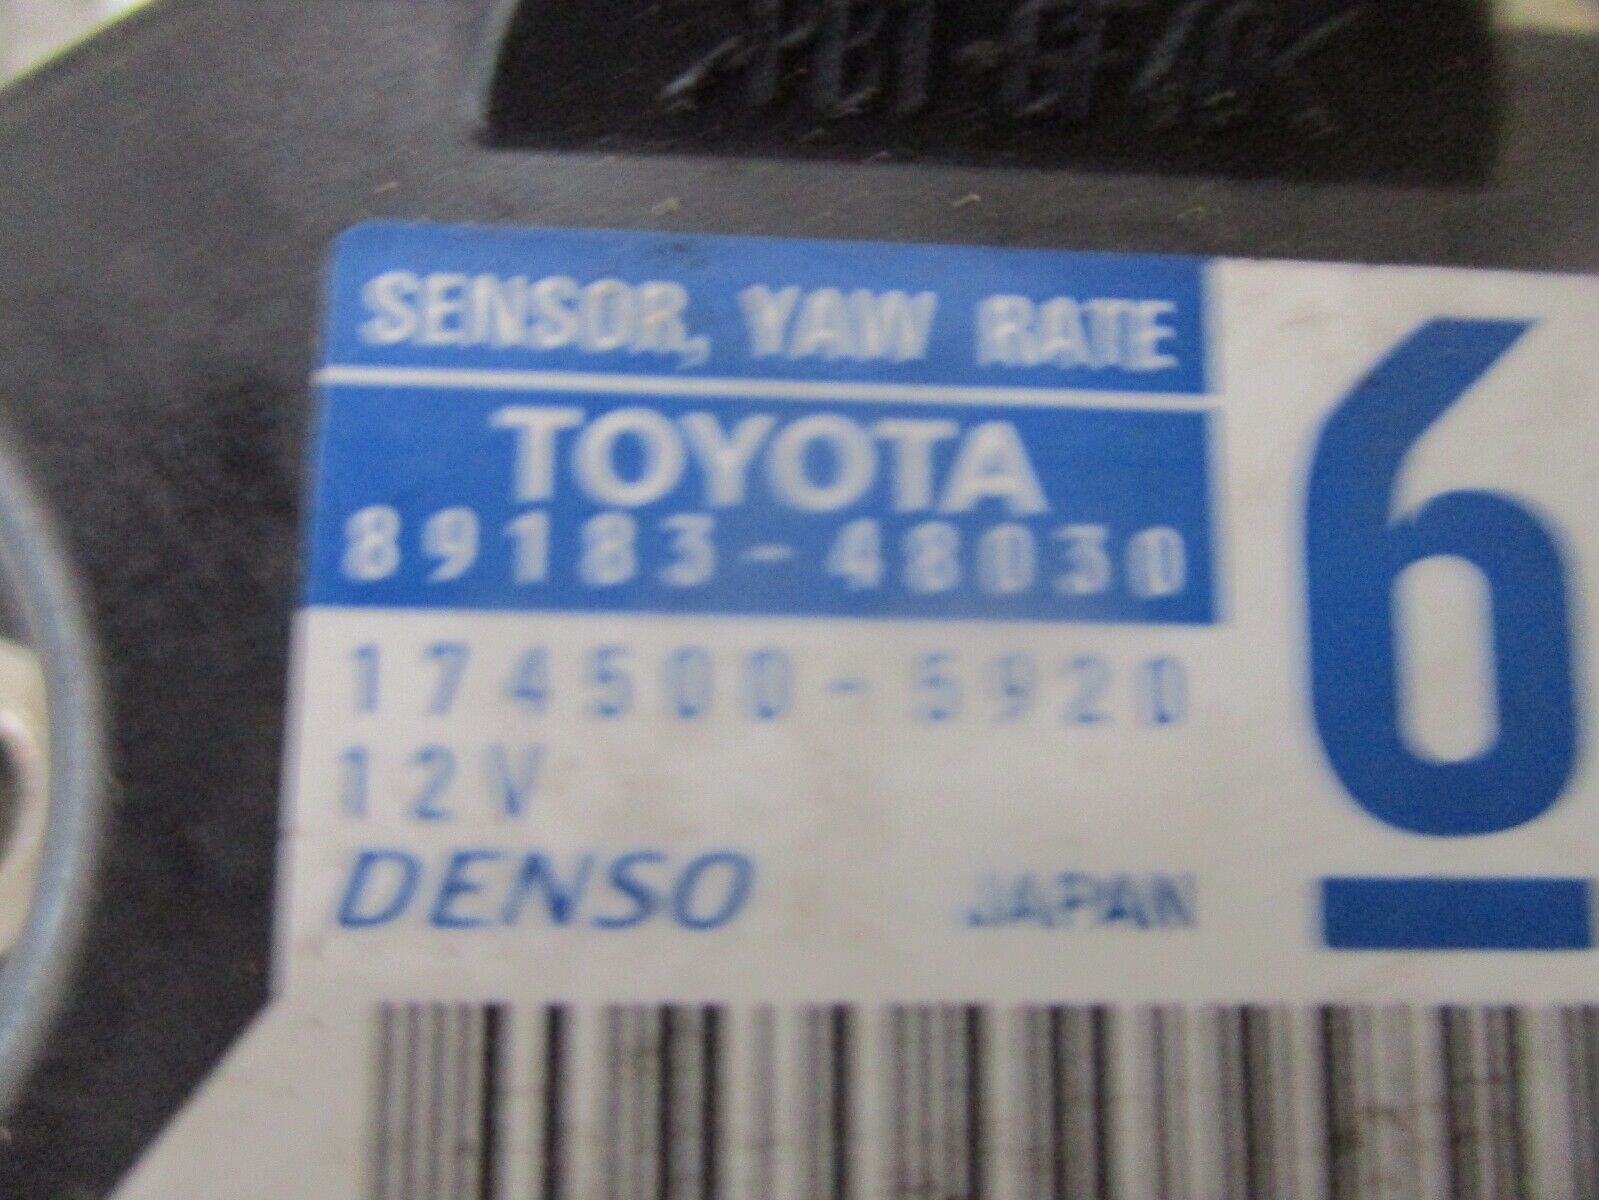 SENSOR, YAW RATE
TOYOTA
89183-48030
174500-5920
12V
DENSO JAPAN
6